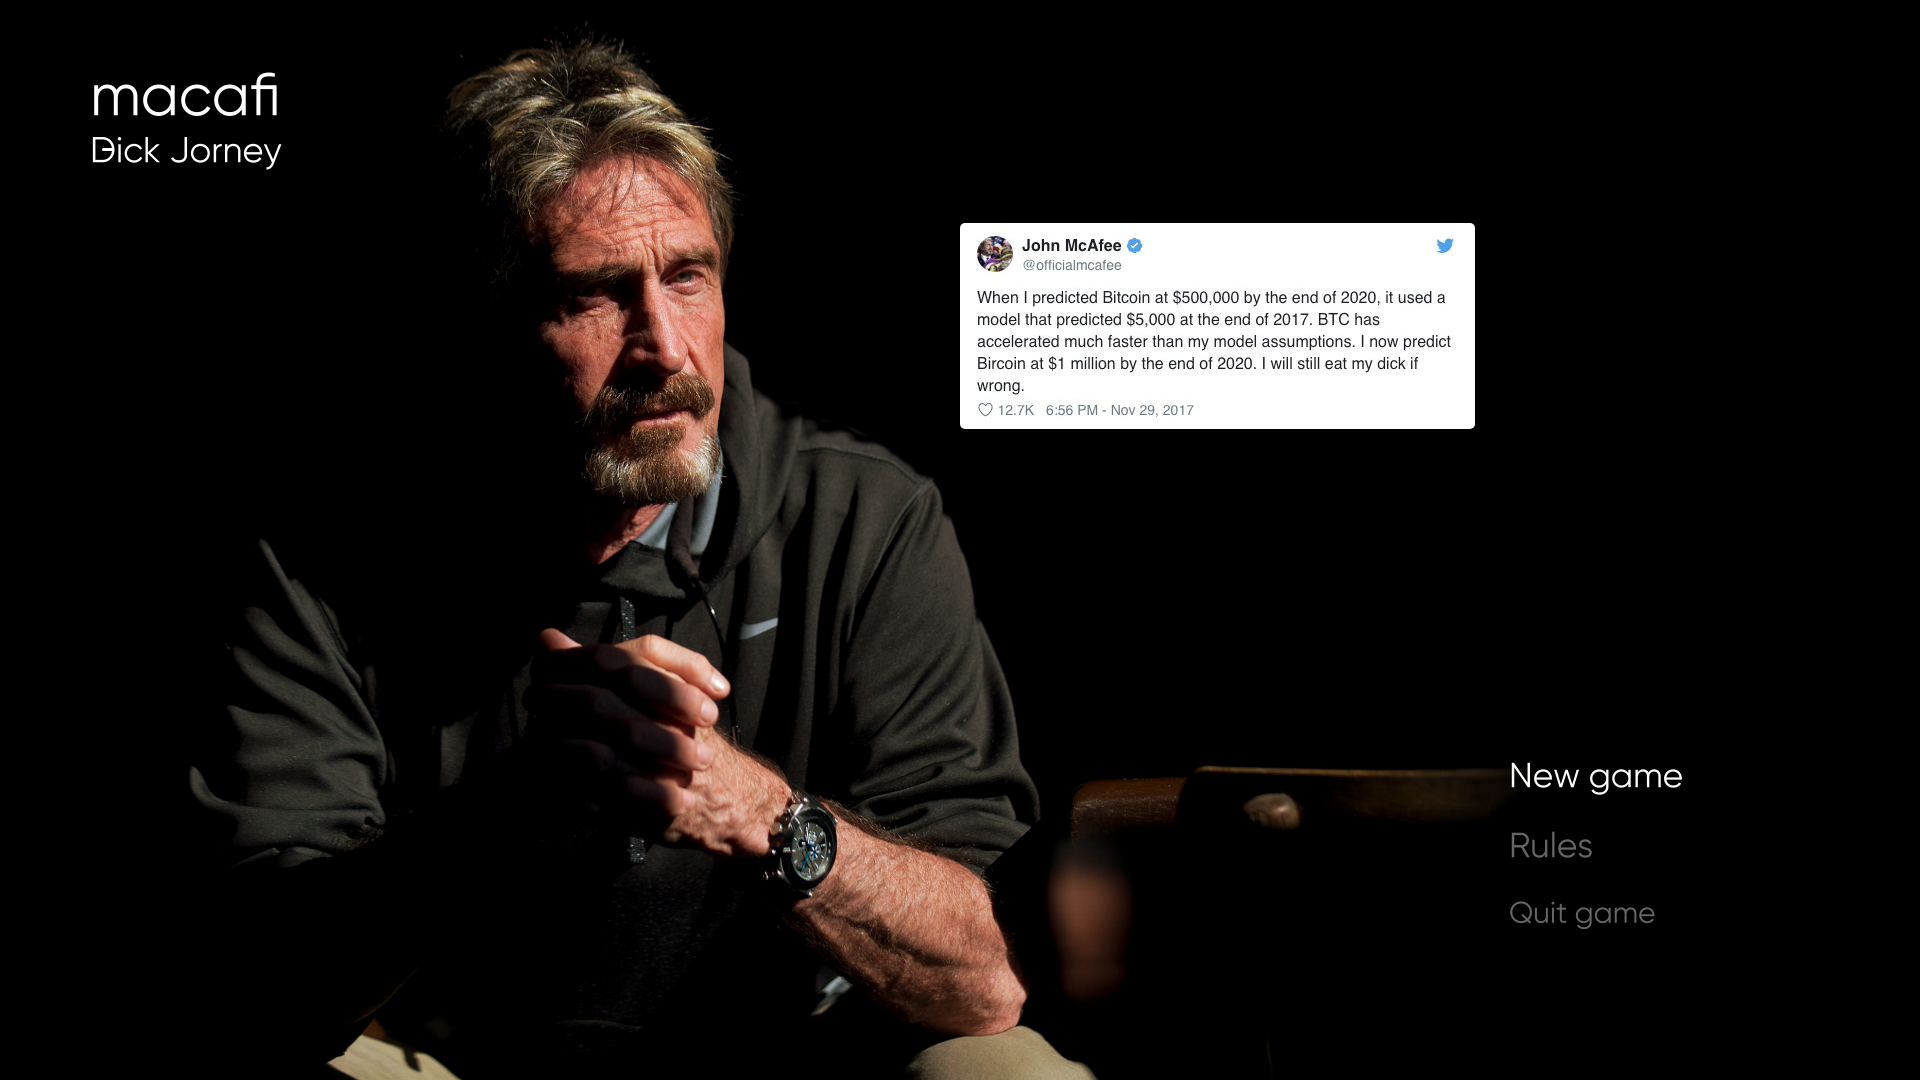 macafi
Dick Jorney
John McAfee
@officialmcafee
When I predicted Bitcoin at $500,000 by the end of 2020, it used a
model that predicted $5,000 at the end of 2017. BTC has
accelerated much faster than my model assumptions. I now predict
Bircoin at $1 million by the end of 2020. I will still eat my dick if
wrong.
12.7K 6:56 PM - Nov 29, 2017
New game
Rules
Quit game